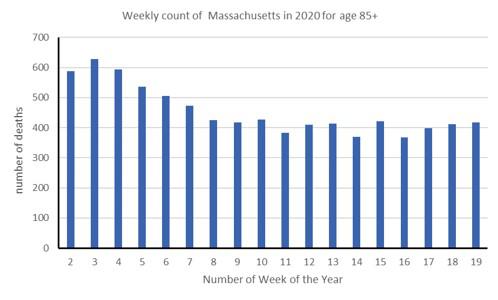 Weekly count of Massachusetts in 2020 for age 85+
700
600
500
400
300
200
100
0
number of deaths
2 3 4 5 6 7 8 9 10 11 12 13 14 15 16 17 18 19
Number of Week of the Year